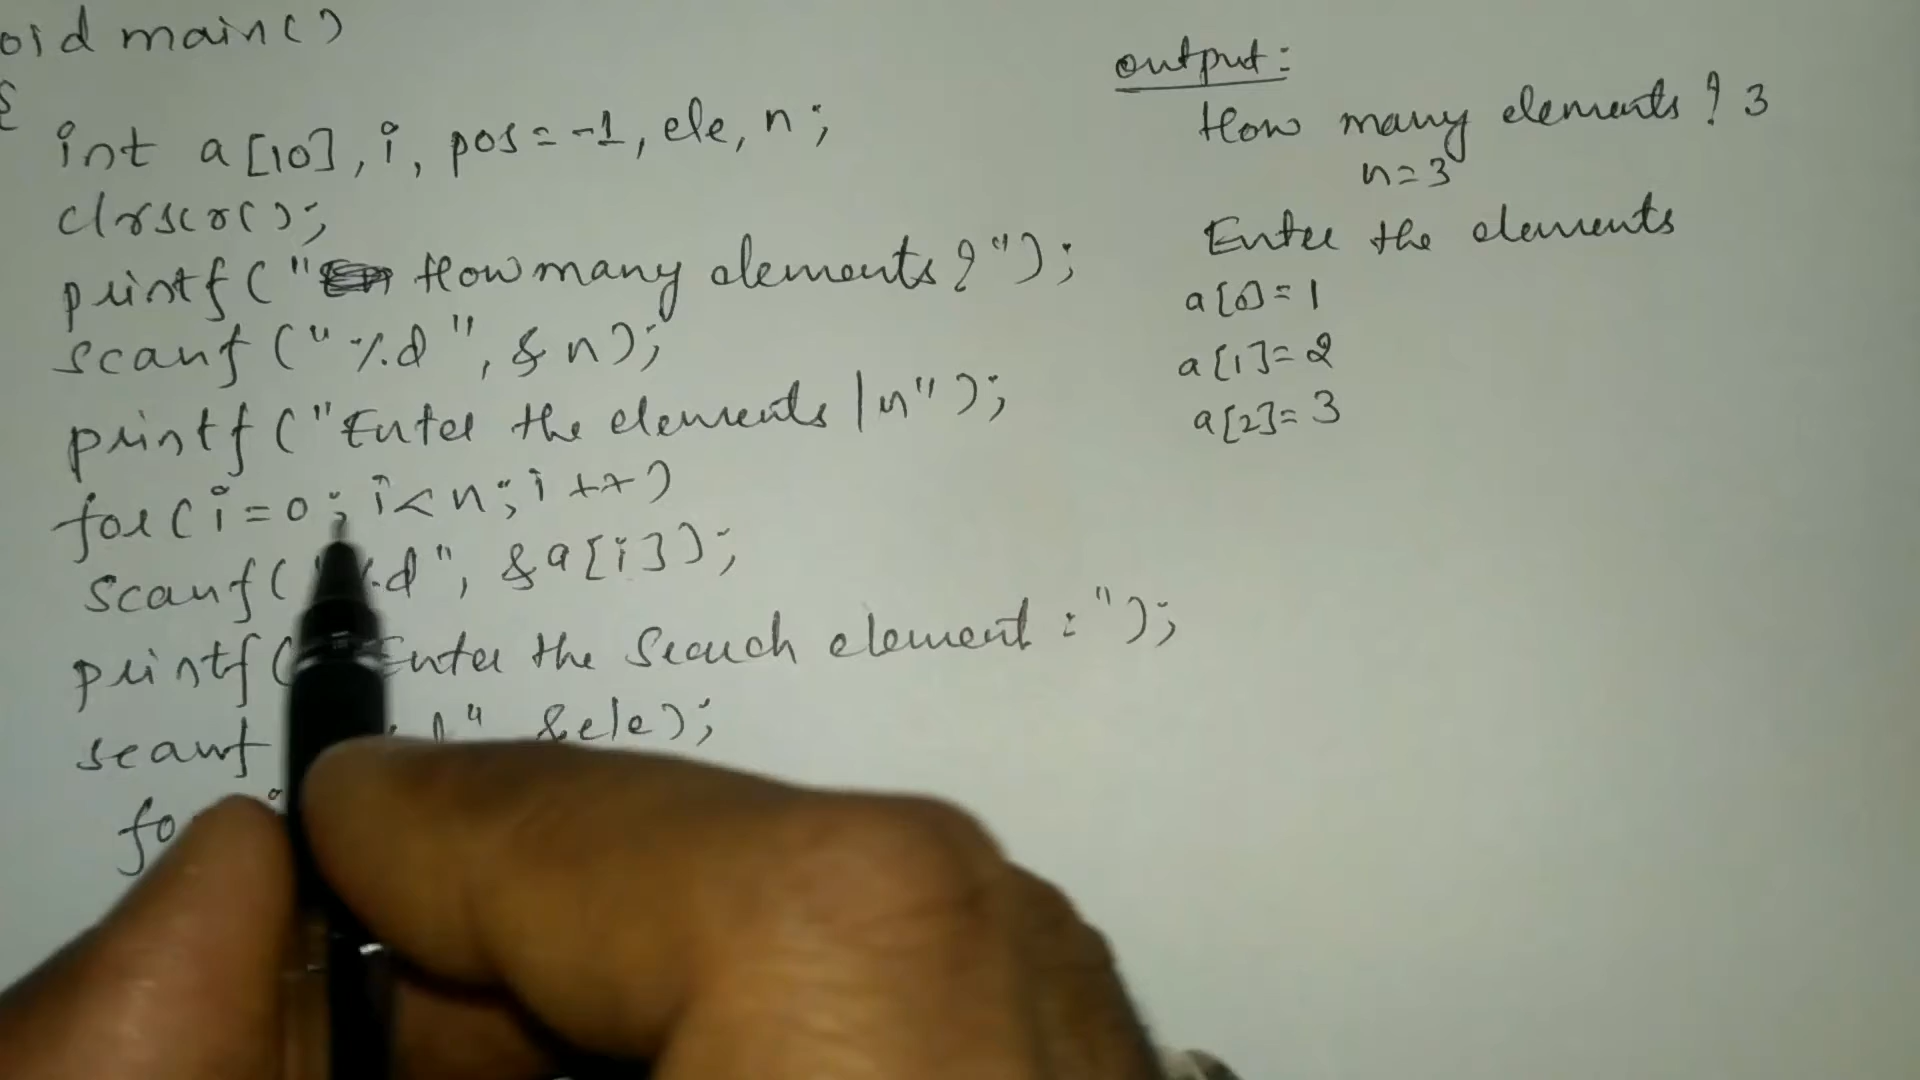 oid main()
{
int a[10], i, pos=-1, ele, n;
clrscr();
printf(" How many elements?");
scanf("%d", &n);
printf("Enter the elements \n");
for(i=0; i<n; i++)
scanf("%d", &a[i]);
printf( Enter the Search element :");
scanf d" &ele);
fo
output:
How many elements? 3
n=3
Enter the elements
a[0]=1
a[1]=2
a[2]=3